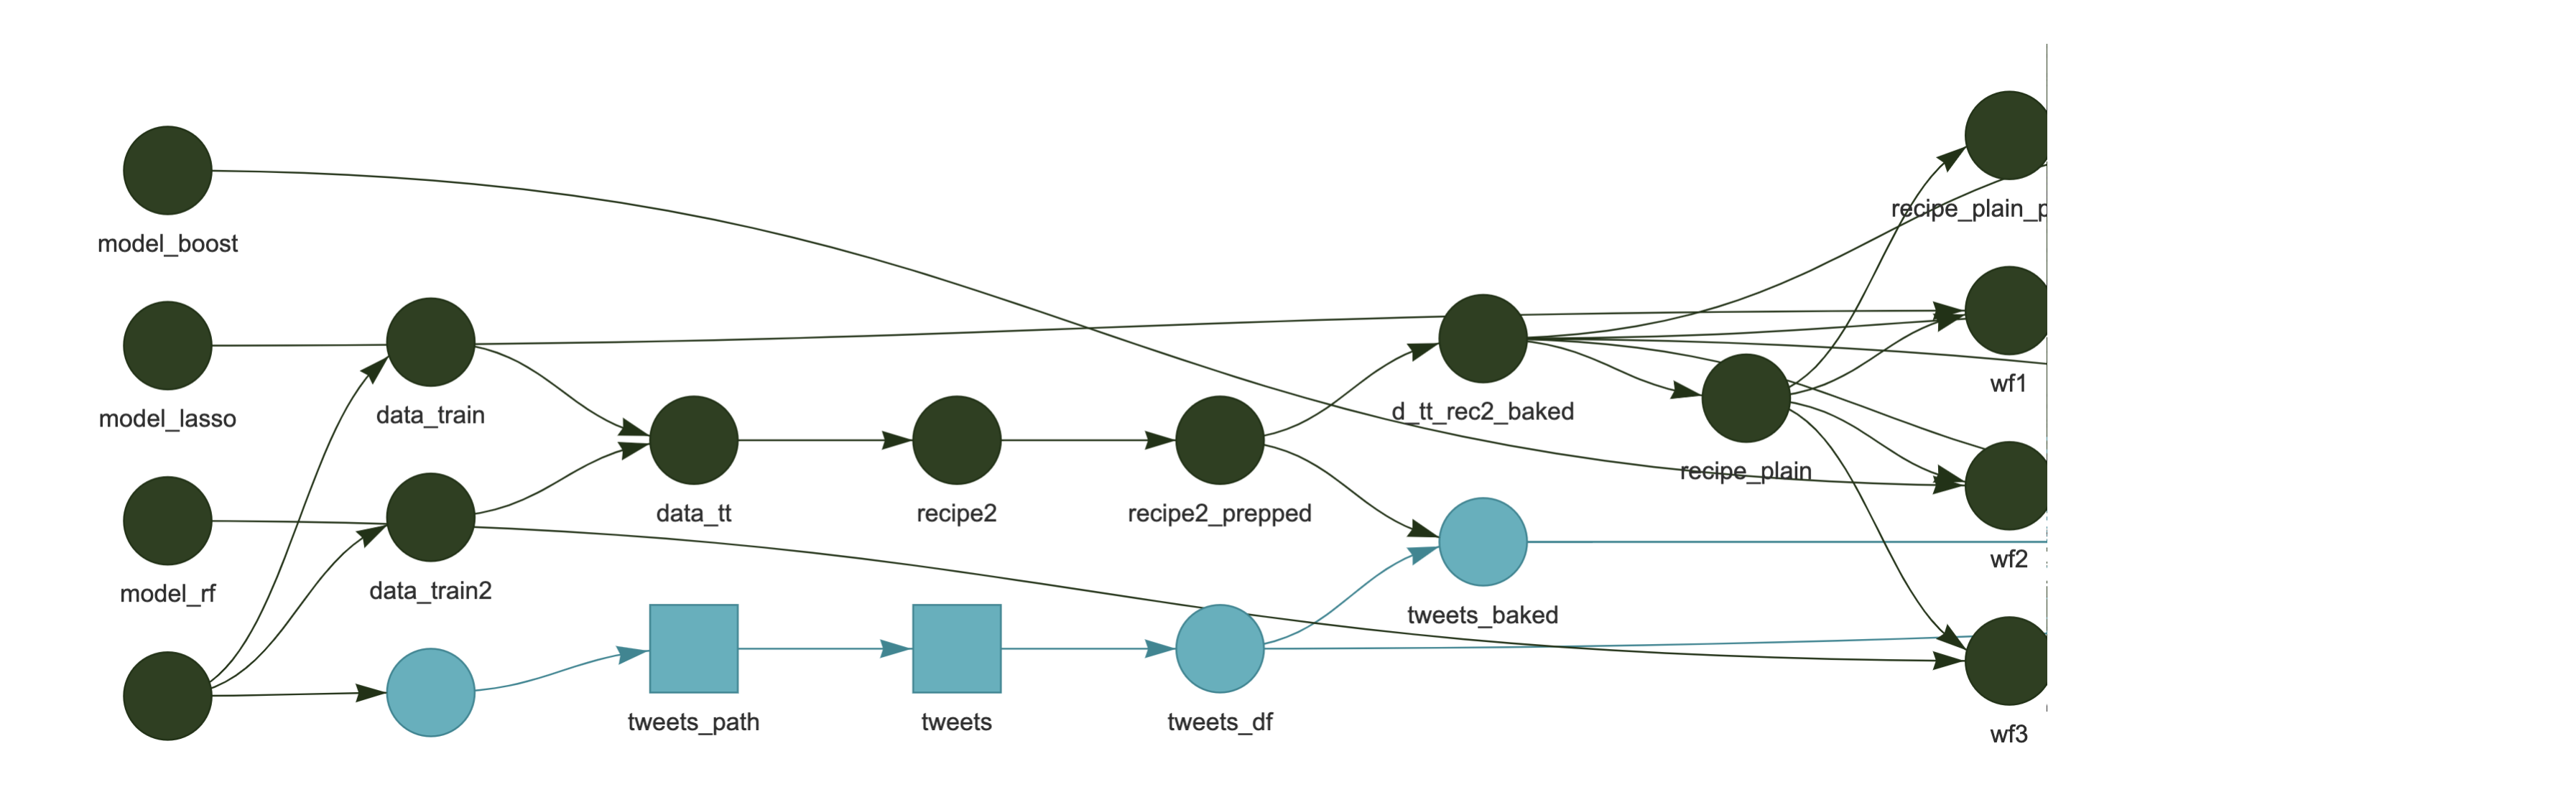 model_boost
model_lasso
model_rf
data_train
data_train2
data_tt
tweets_path
recipe2
tweets
recipe2_prepped
tweets_df
d_tt_rec2_baked
tweets_baked
recipe_plain
recipe_plain_p
wf1
wf2
wf3